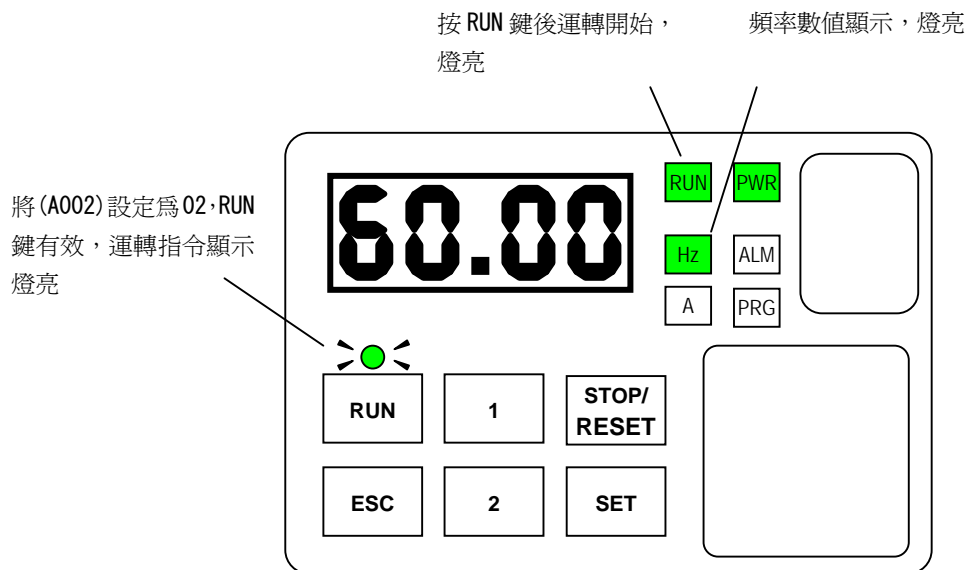 按 RUN 鍵後運轉開始，
燈亮
頻率數值顯示，燈亮
將(A002)設定爲02，RUN
鍵有效，運轉指令顯示
燈亮
60.00
RUN
PWR
Hz
ALM
A
PRG
RUN
1
STOP/
RESET
ESC
2
SET